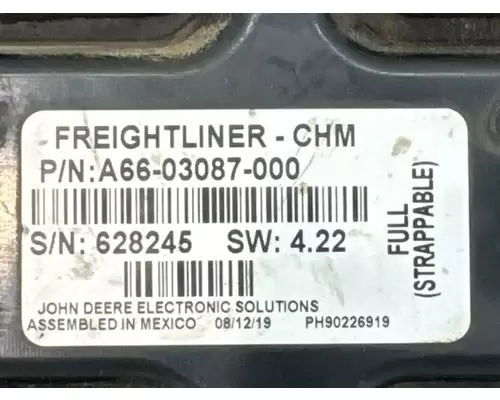 FREIGHTLINER - CHM
P/N:A66-03087-000
S/N: 628245 SW: 4.22
JOHN DEERE ELECTRONIC SOLUTIONS
ASSEMBLED IN MEXICO 08/12/19 PH90226919
FULL
(STRAPPABLE)